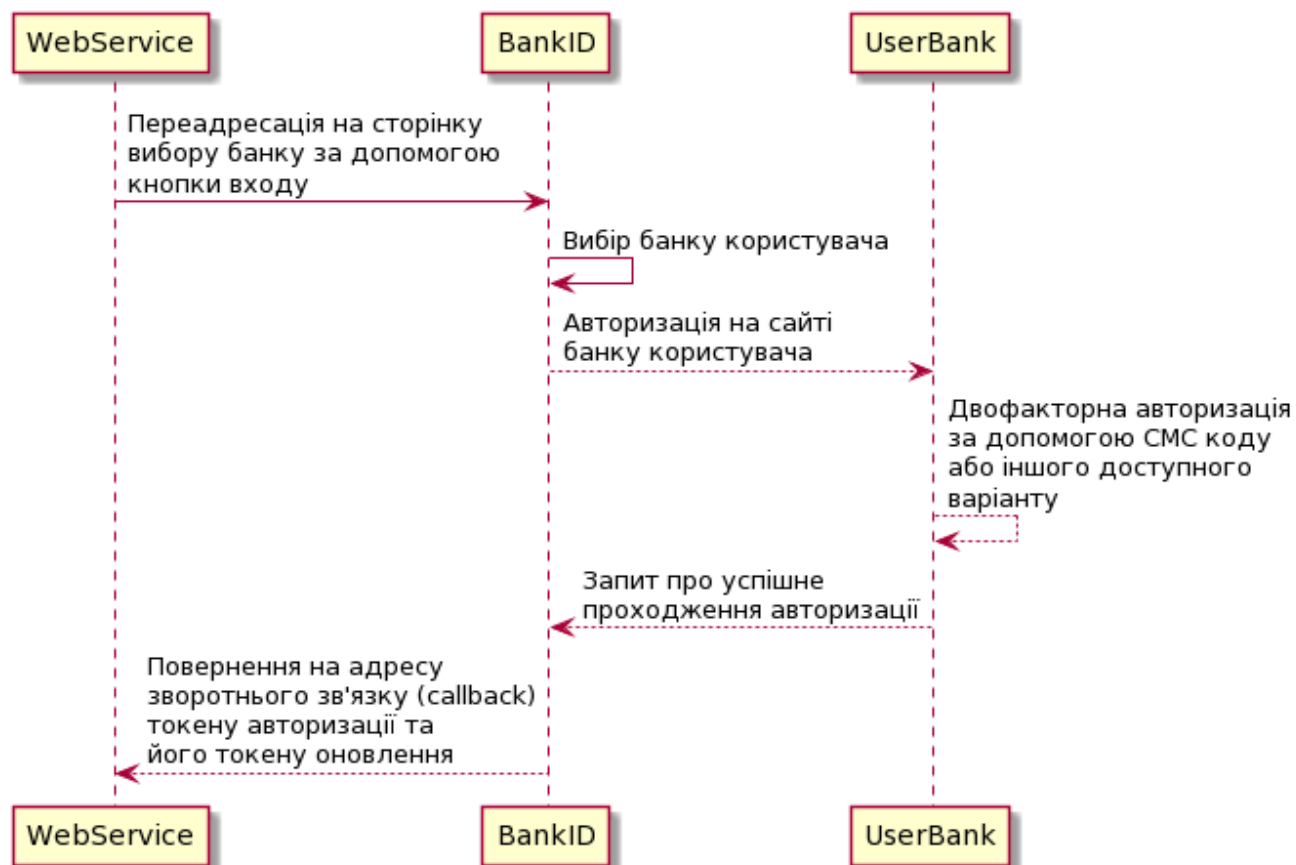 WebService
BankID
UserBank
Переадресація на сторінку
вибору банку за допомогою
кнопки входу
Вибір банку користувача
Авторизація на сайті
банку користувача
Двофакторна авторизація
за допомогою СМС коду
або іншого доступного
варіанту
Запит про успішне
проходження авторизації
Повернення на адресу
зворотнього зв'язку (callback)
токену авторизації та
його токену оновлення
WebService
BankID
UserBank